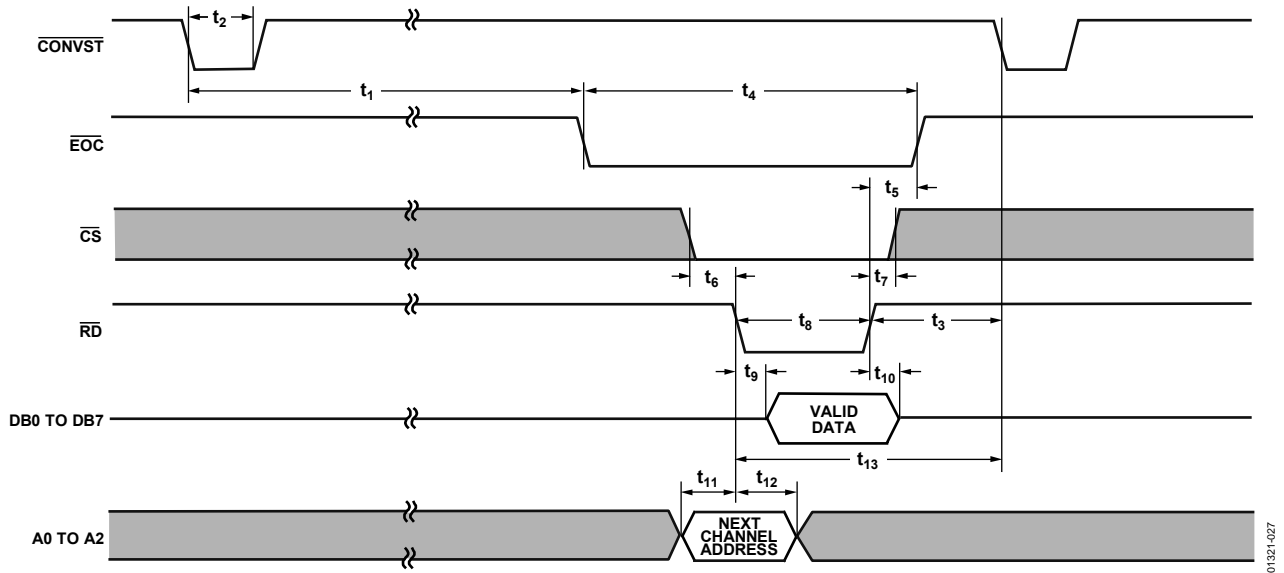 t2
CONVST
t1
t4
EOC
t5
CS
t6
t7
RD
t8
t3
t9
t10
DB0 TO DB7
VALID
DATA
t13
t11
t12
A0 TO A2
NEXT
CHANNEL
ADDRESS
01321-027